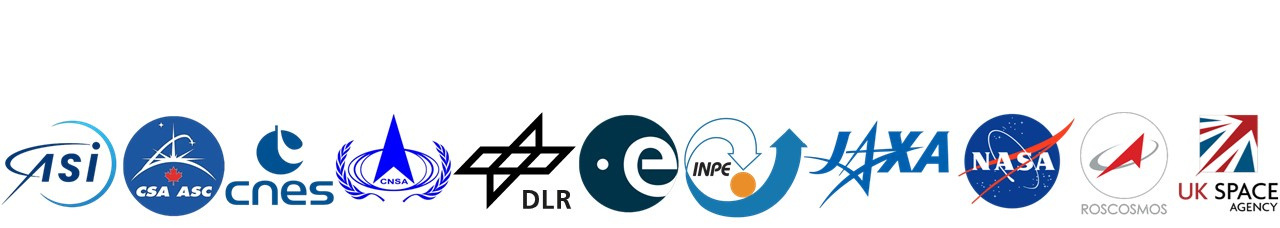 ASI
CSA ASC
cnes
CNSA
DLR
e
INPE
JAXA
NASA
ROSCOSMOS
UK SPACE
AGENCY